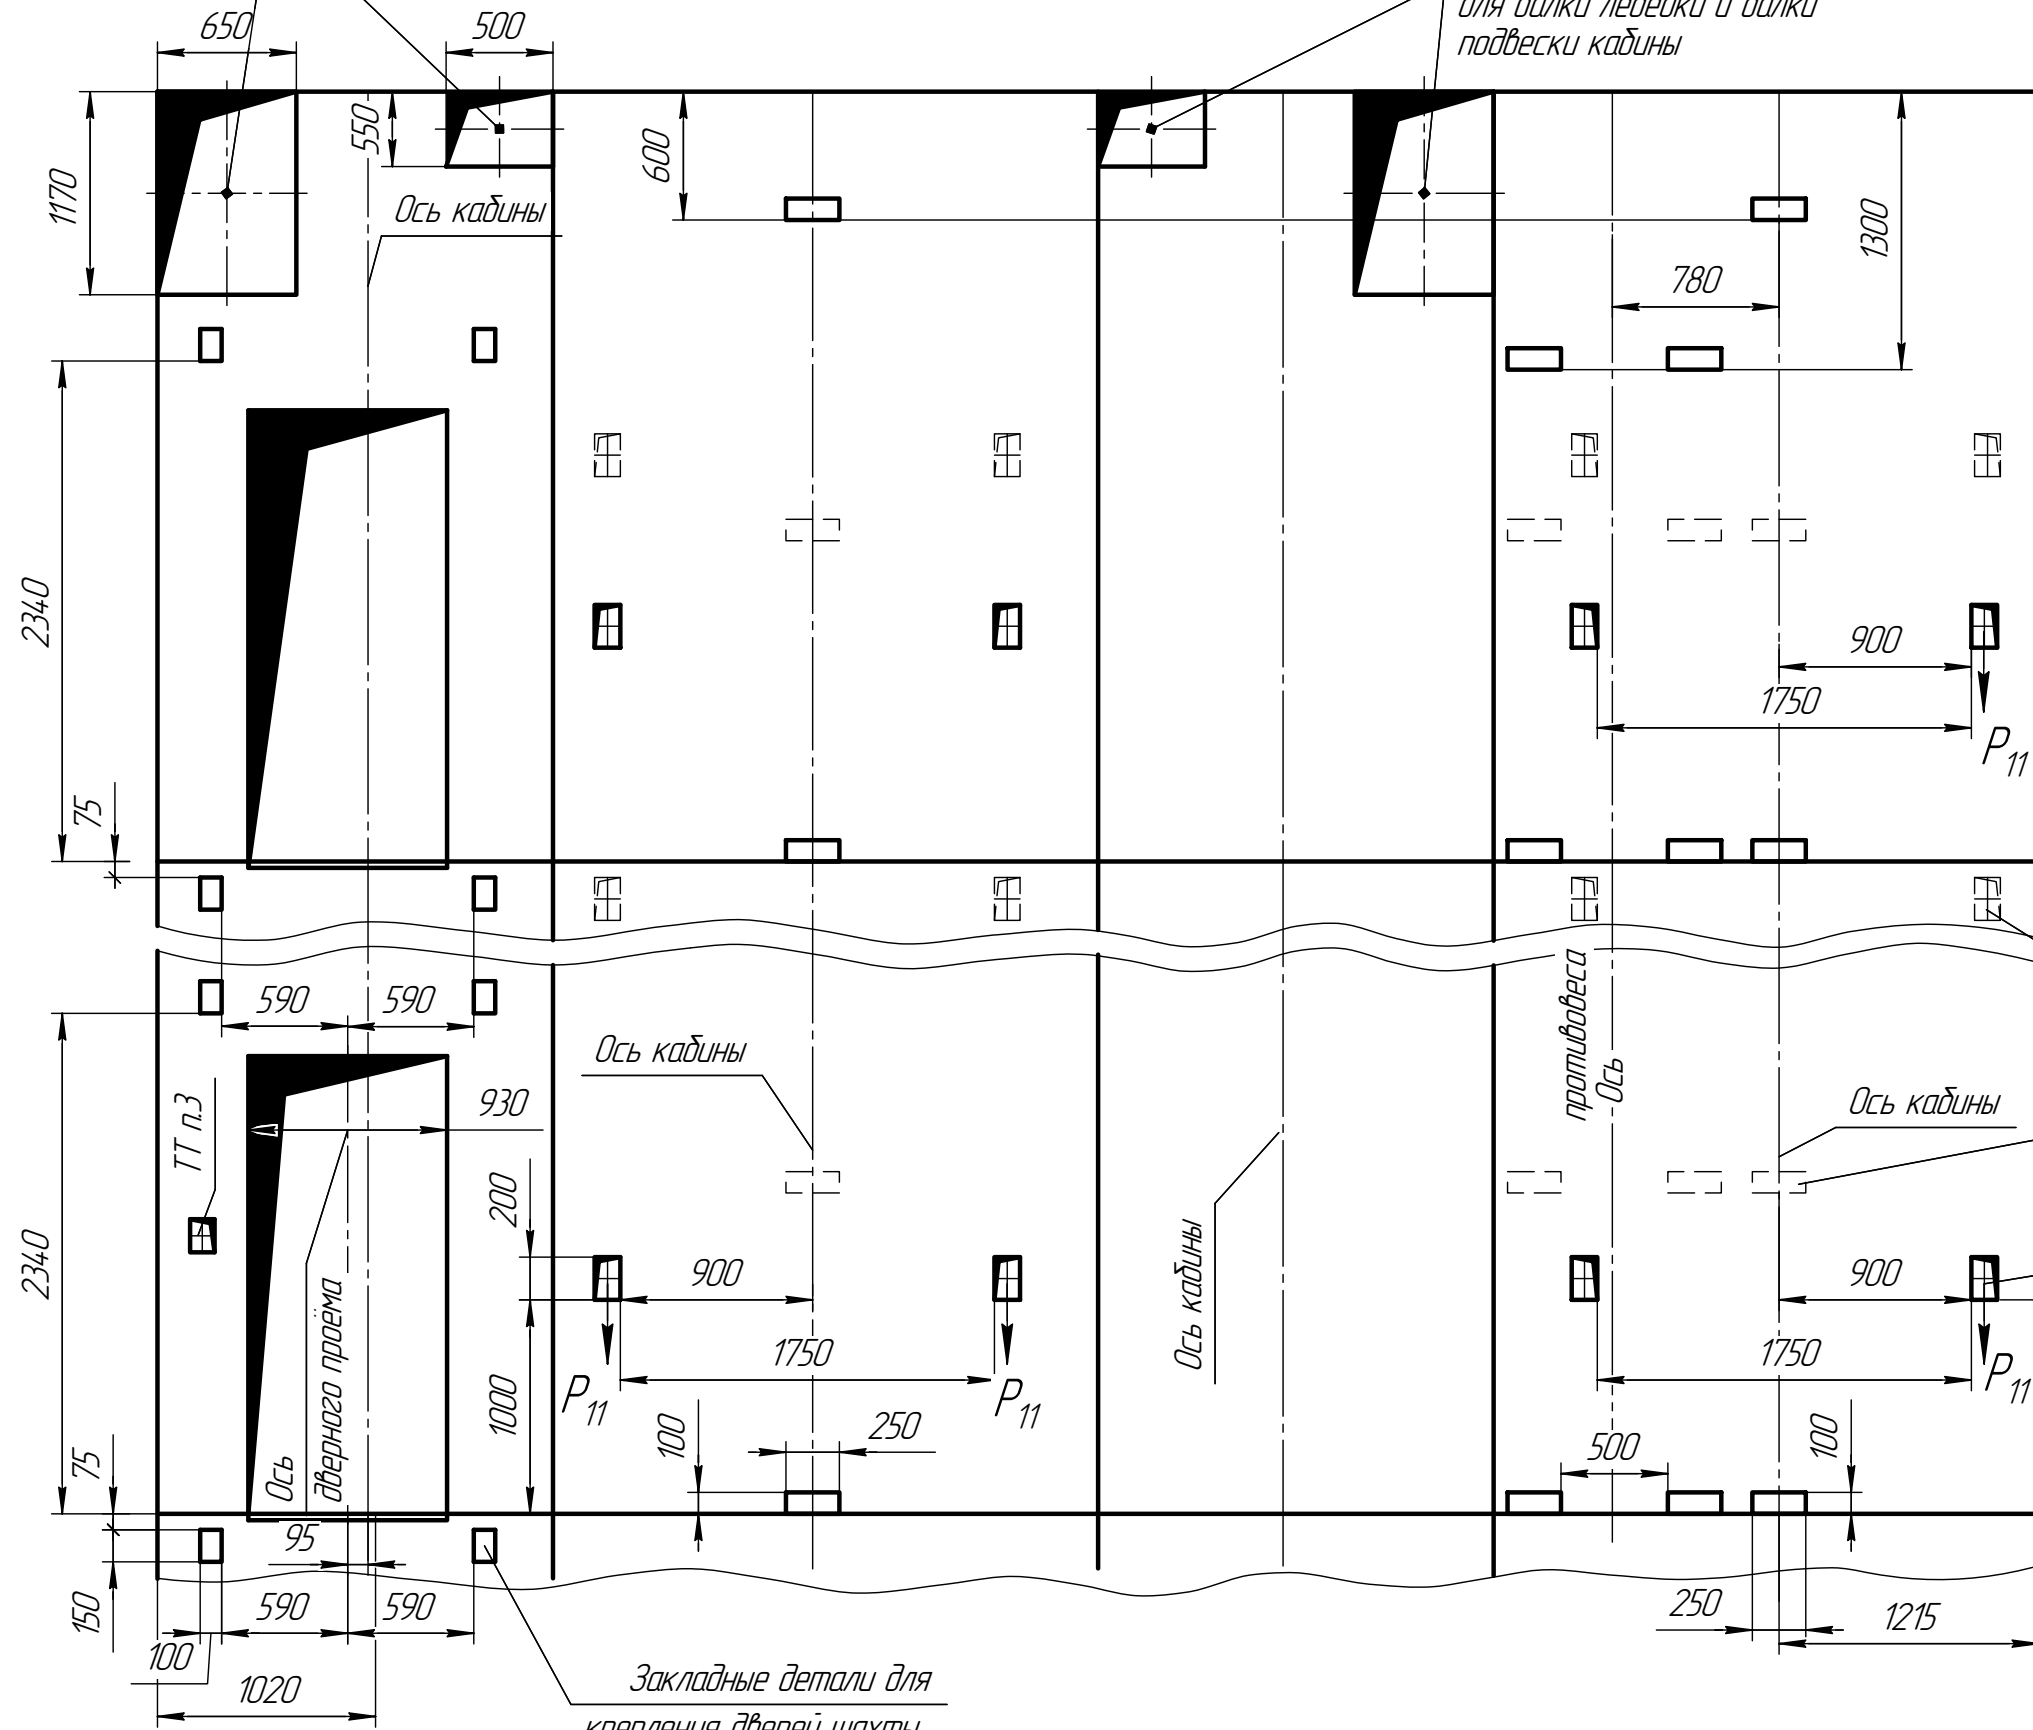 для балки лебёдки и балки
подвески кабины
650
500
550
600
1170
Ось кабины
1300
780
2340
900
1750
P11
75
590
590
противовеса
Ось
Ось кабины
930
Ось кабины
ТТ п.3
200
2340
900
Ось кабины
900
дверного проёма
Ось
1750
1750
1000
P11
P11
P11
100
250
500
100
75
95
150
590
590
250
1215
100
Закладные детали для
1020
крепления дверей шахты